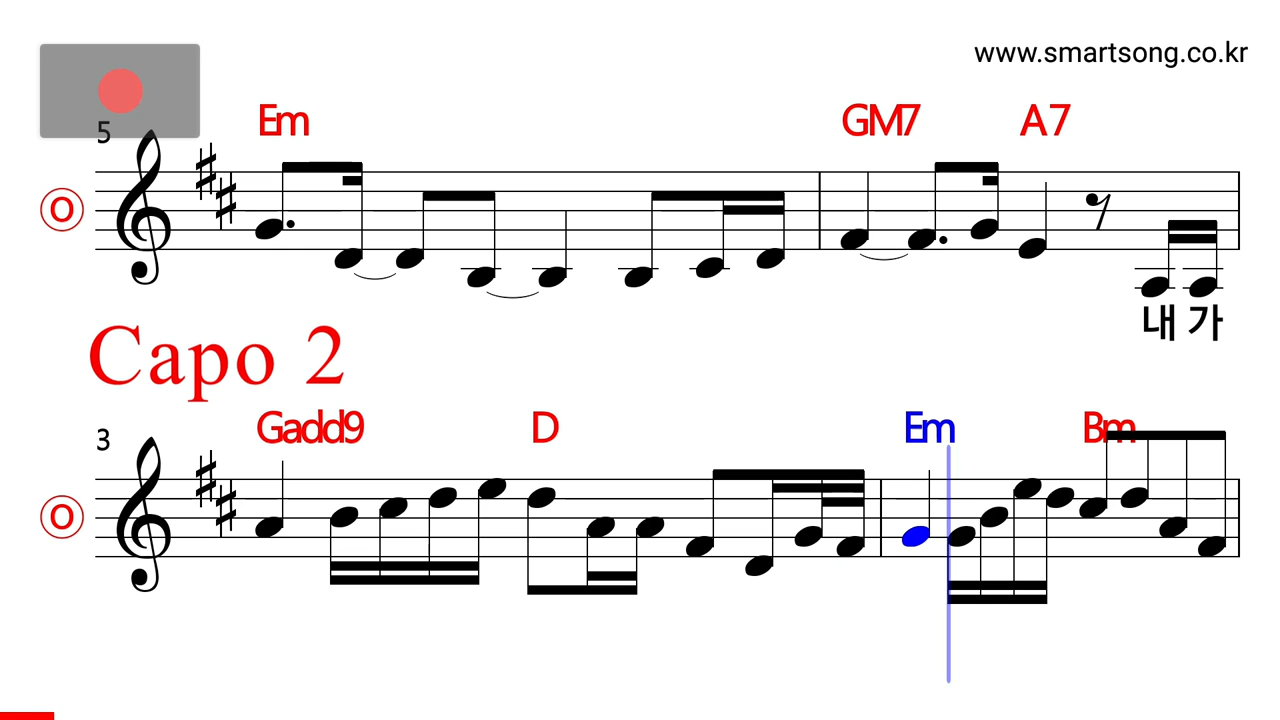 www.smartsong.co.kr
5
Em GM7 A7
O
내 가
Capo 2
3
Gadd9 D Em Bm
O